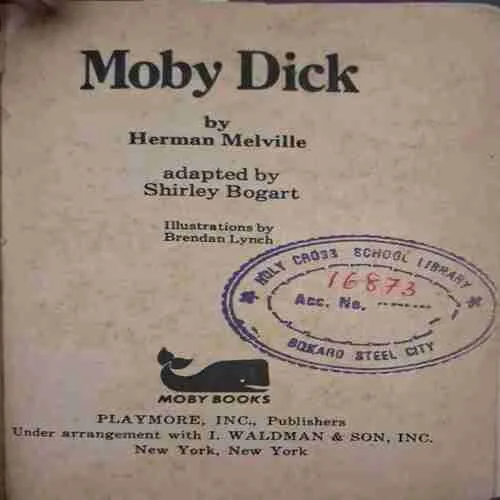 Moby Dick
by
Herman Melville
adapted by
Shirley Bogart
Illustrations by
Brendan Lynch
HOLY CROSS SCHOOL LIBRARY
16873
Acc. No. ........
BOKARO STEEL CITY
MOBY BOOKS
PLAYMORE, INC., Publishers
Under arrangement with I. WALDMAN & SON, INC.
New York, New York